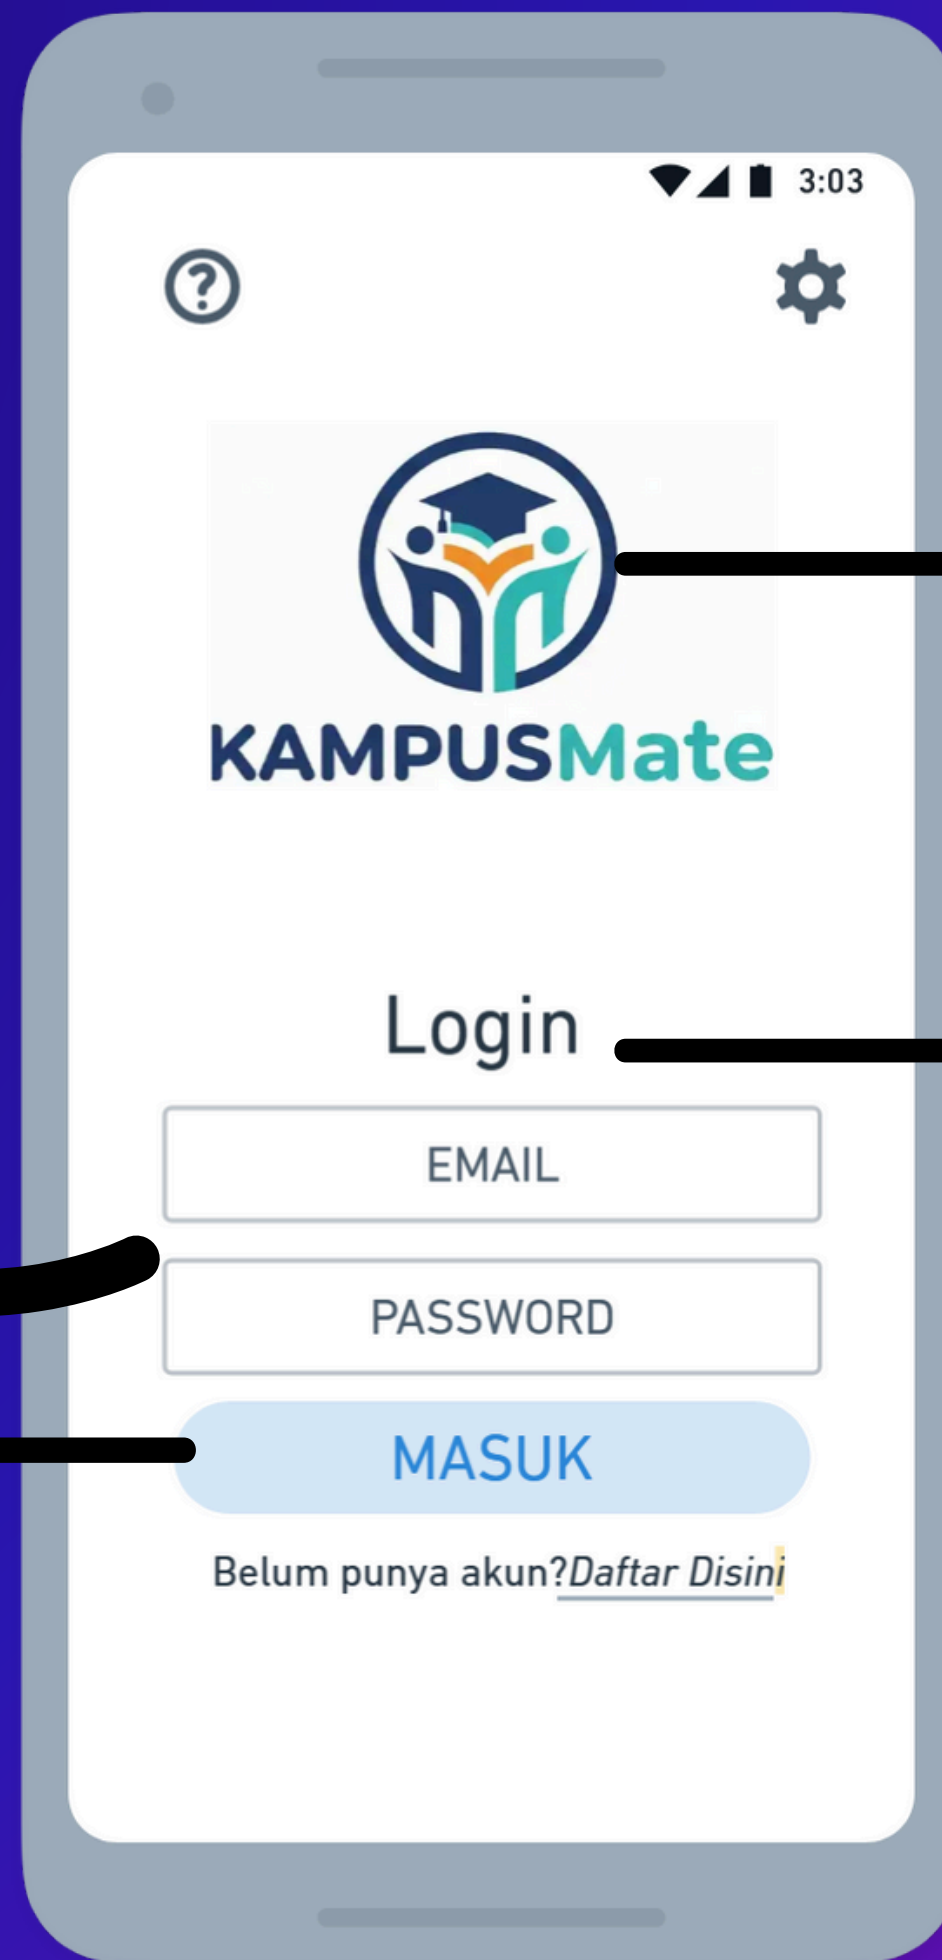 3:03
?
KAMPUSMate
Login
EMAIL
PASSWORD
MASUK
Belum punya akun?Daftar Disini